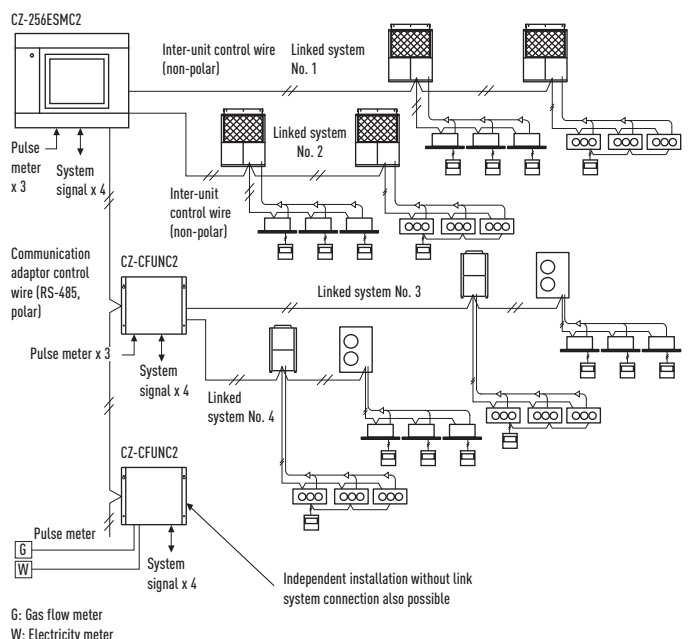 CZ-256ESMC2
Inter-unit control wire
(non-polar)
Linked system
No. 1
Pulse
meter
x 3
System
signal x 4
Linked system
No. 2
Inter-unit
control wire
(non-polar)
Communication
adaptor control
wire (RS-485,
polar)
CZ-CFUNC2
Linked system No. 3
Pulse meter x 3
System
signal x 4
Linked
system No. 4
CZ-CFUNC2
Pulse meter
G
W
System
signal x 4
Independent installation without link
system connection also possible
G: Gas flow meter
W: Electricity meter